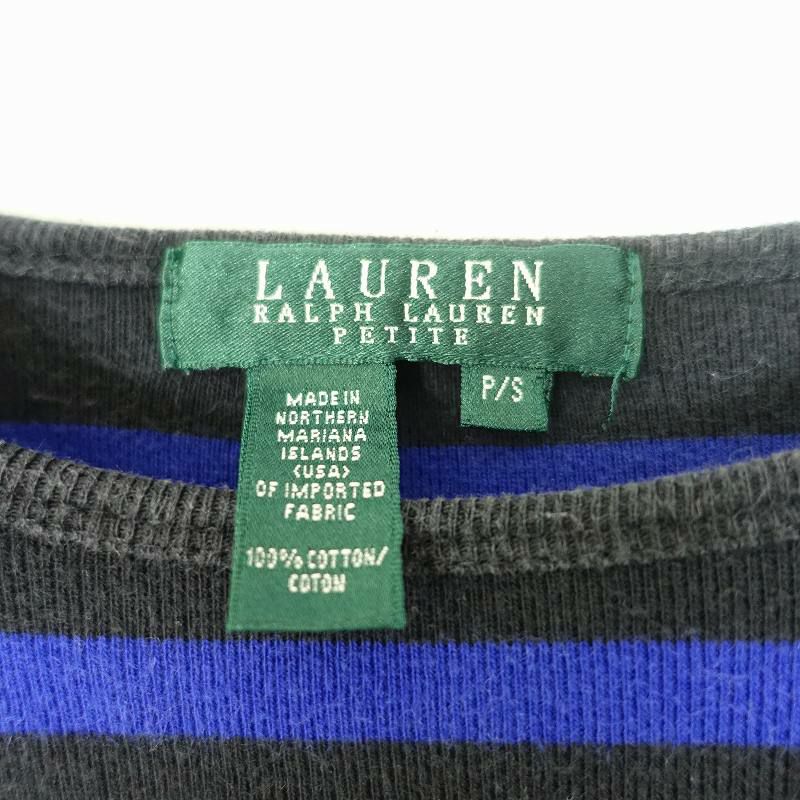 LAUREN
RALPH LAUREN
PETITE
P/S
MADE IN
NORTHERN
MARIANA
ISLANDS
(USA)
OF IMPORTED
FABRIC
100% COTTON/
COTON